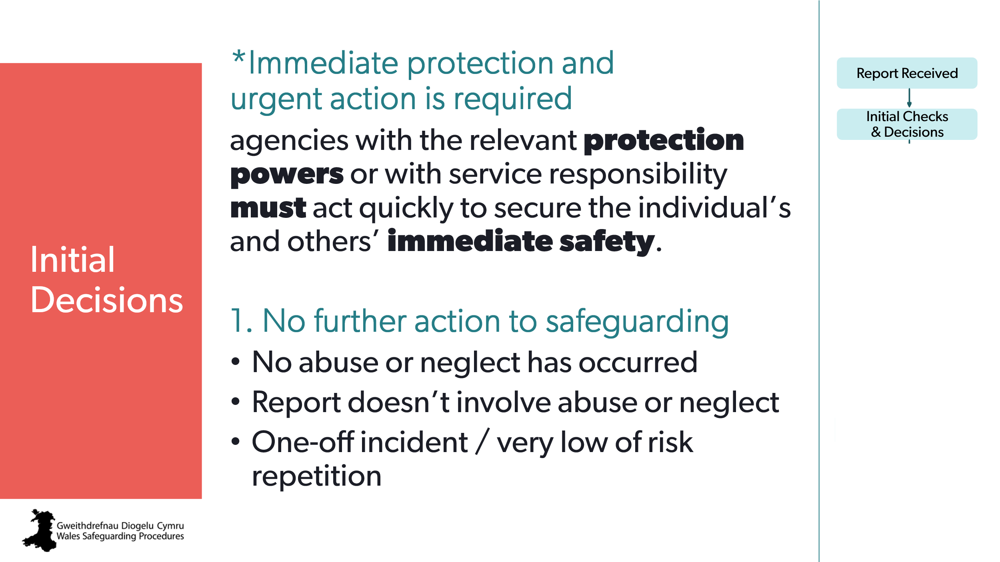 Initial
Decisions
*Immediate protection and
urgent action is required
agencies with the relevant protection
powers or with service responsibility
must act quickly to secure the individual’s
and others’ immediate safety.
1. No further action to safeguarding
• No abuse or neglect has occurred
• Report doesn’t involve abuse or neglect
• One-off incident / very low of risk
repetition
Report Received
Initial Checks
& Decisions
Gweithdrefnau Diogelu Cymru
Wales Safeguarding Procedures